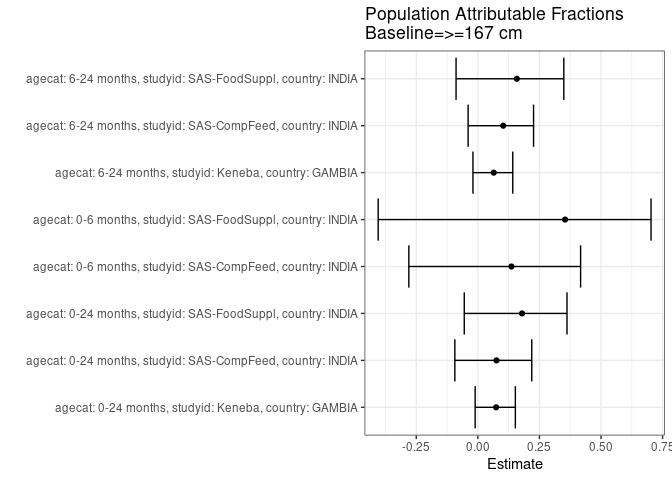 Population Attributable Fractions
Baseline=>=167 cm
agecat: 6-24 months, studyid: SAS-FoodSuppl, country: INDIA
agecat: 6-24 months, studyid: SAS-CompFeed, country: INDIA
agecat: 6-24 months, studyid: Keneba, country: GAMBIA
agecat: 0-6 months, studyid: SAS-FoodSuppl, country: INDIA
agecat: 0-6 months, studyid: SAS-CompFeed, country: INDIA
agecat: 0-24 months, studyid: SAS-FoodSuppl, country: INDIA
agecat: 0-24 months, studyid: SAS-CompFeed, country: INDIA
agecat: 0-24 months, studyid: Keneba, country: GAMBIA
-0.25 0.00 0.25 0.50 0.75
Estimate